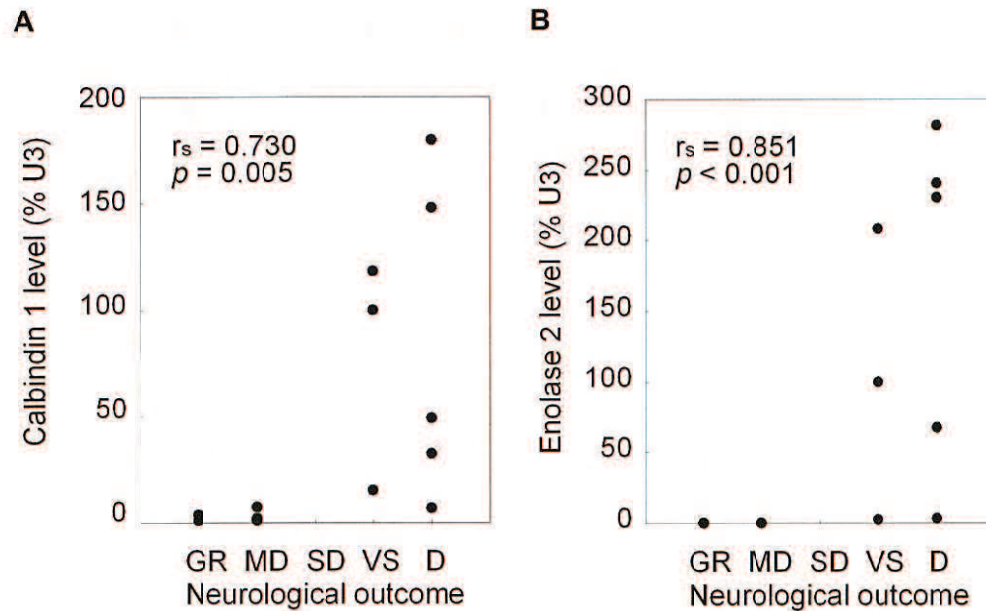 A
Calbindin 1 level (% U3)
200
150
100
50
0
rs = 0.730
p = 0.005
GR MD SD VS D
Neurological outcome
B
Enolase 2 level (% U3)
300
250
200
150
100
50
0
rs = 0.851
p < 0.001
GR MD SD VS D
Neurological outcome